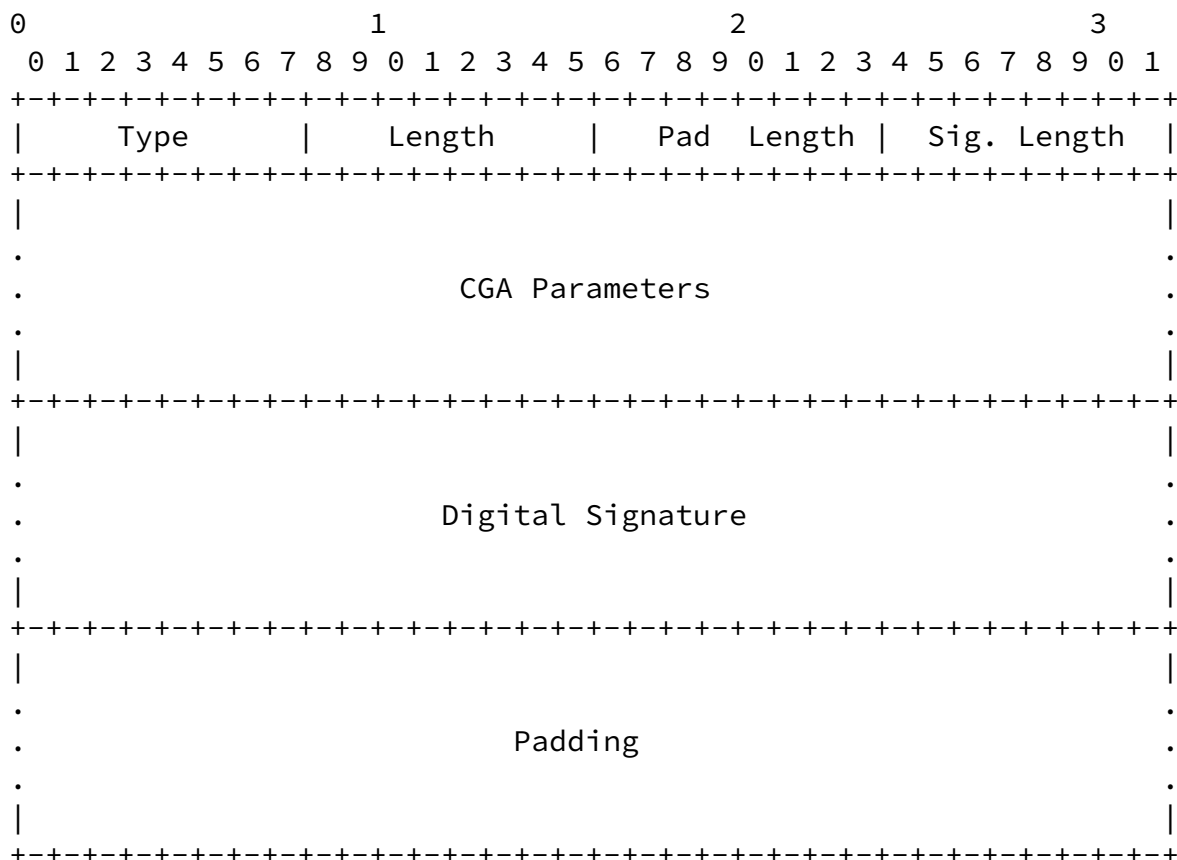 0                   1                   2                   3
 0 1 2 3 4 5 6 7 8 9 0 1 2 3 4 5 6 7 8 9 0 1 2 3 4 5 6 7 8 9 0 1
+-+-+-+-+-+-+-+-+-+-+-+-+-+-+-+-+-+-+-+-+-+-+-+-+-+-+-+-+-+-+-+-+
|     Type      |    Length     |   Pad  Length |  Sig. Length  |
+-+-+-+-+-+-+-+-+-+-+-+-+-+-+-+-+-+-+-+-+-+-+-+-+-+-+-+-+-+-+-+-+
|                                                               |
.                                                               .
.                        CGA Parameters                         .
.                                                               .
|                                                               |
+-+-+-+-+-+-+-+-+-+-+-+-+-+-+-+-+-+-+-+-+-+-+-+-+-+-+-+-+-+-+-+-+
|                                                               |
.                                                               .
.                       Digital Signature                       .
.                                                               .
|                                                               |
+-+-+-+-+-+-+-+-+-+-+-+-+-+-+-+-+-+-+-+-+-+-+-+-+-+-+-+-+-+-+-+-+
|                                                               |
.                                                               .
.                           Padding                             .
.                                                               .
|                                                               |
+-+-+-+-+-+-+-+-+-+-+-+-+-+-+-+-+-+-+-+-+-+-+-+-+-+-+-+-+-+-+-+-+